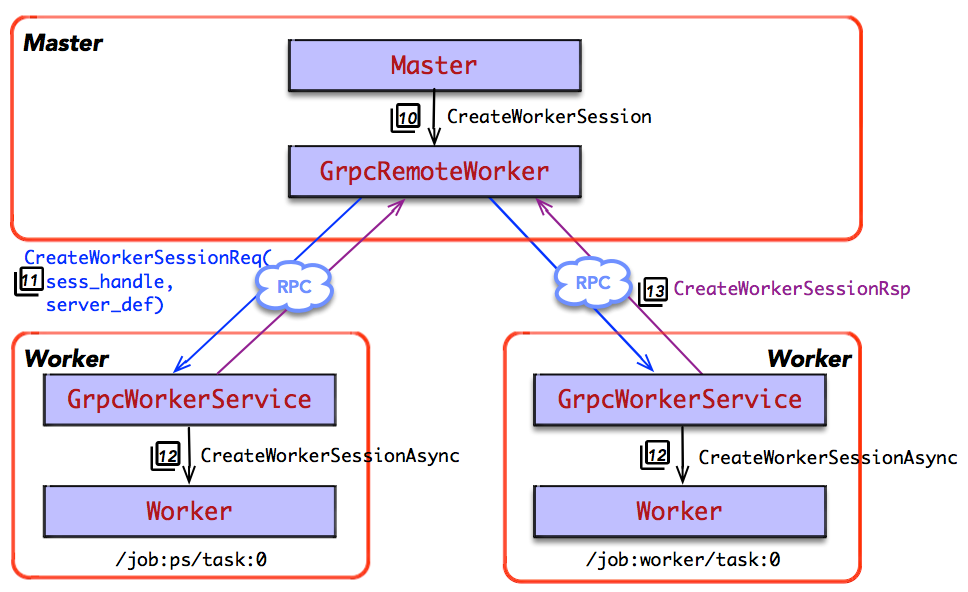 Master
Master
10
CreateWorkerSession
GrpcRemoteWorker
CreateWorkerSessionReq(
11
sess_handle,
server_def)
RPC
RPC
13
CreateWorkerSessionRsp
Worker
GrpcWorkerService
12
CreateWorkerSessionAsync
Worker
/job:ps/task:0
Worker
GrpcWorkerService
12
CreateWorkerSessionAsync
Worker
/job:worker/task:0